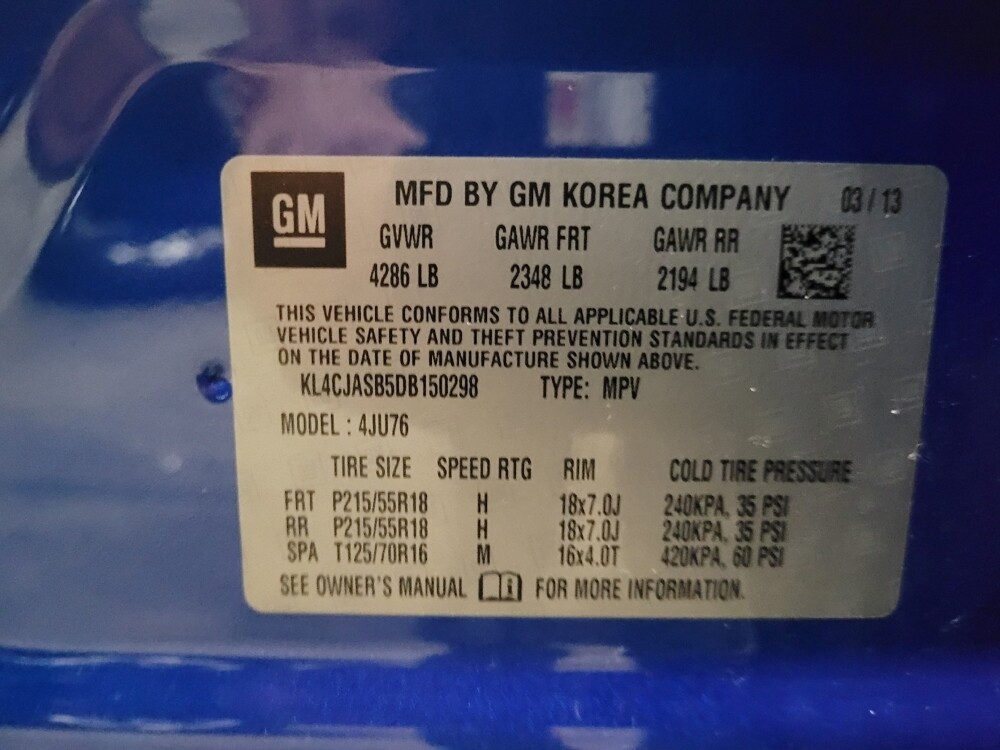 GM
MFD BY GM KOREA COMPANY 03 / 13
GVWR GAWR FRT GAWR RR
4286 LB 2348 LB 2194 LB
THIS VEHICLE CONFORMS TO ALL APPLICABLE U.S. FEDERAL MOTOR
VEHICLE SAFETY AND THEFT PREVENTION STANDARDS IN EFFECT
ON THE DATE OF MANUFACTURE SHOWN ABOVE.
KL4CJASB5DB150298 TYPE: MPV
MODEL : 4JU76
TIRE SIZE SPEED RTG RIM COLD TIRE PRESSURE
FRT P215/55R18 H 18x7.0J 240KPA, 35 PSI
RR P215/55R18 H 18x7.0J 240KPA, 35 PSI
SPA T125/70R16 M 16x4.0T 420KPA, 60 PSI
SEE OWNER'S MANUAL FOR MORE INFORMATION.